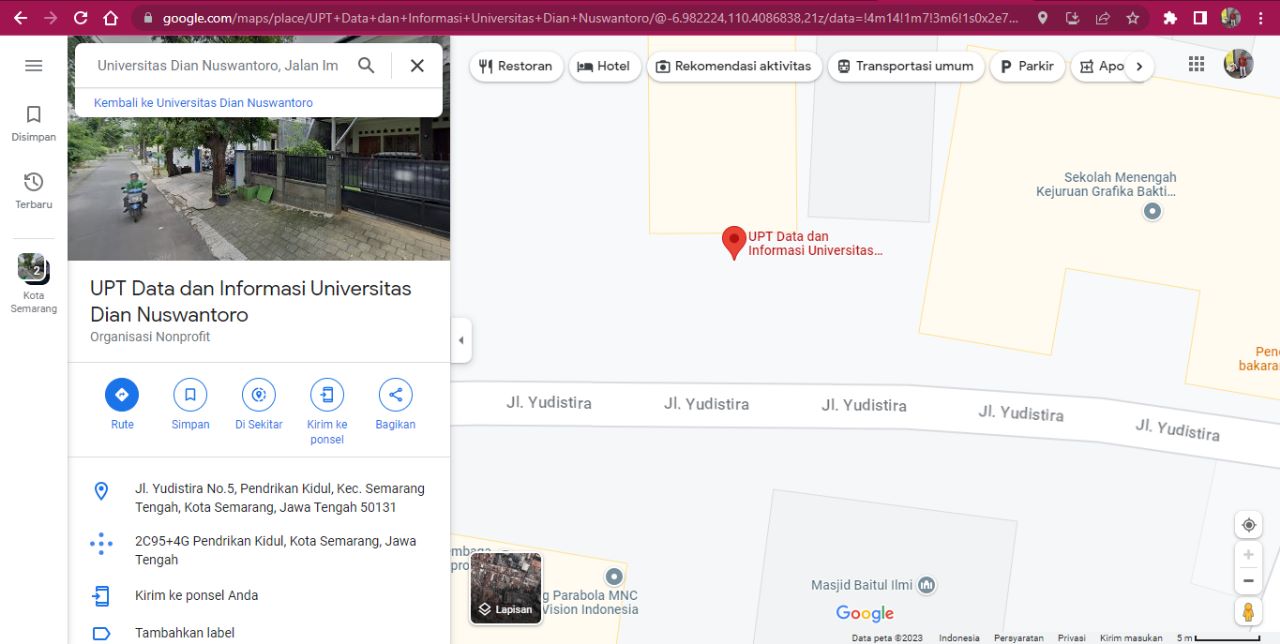 google.com/maps/place/UPT+Data+dan+Informasi+Universitas+Dian+Nuswantoro/@-6.982224,110.4086838,21z/data=!4m14!1m7!3m6!1s0x2e7...
Universitas Dian Nuswantoro, Jalan Im
Kembali ke Universitas Dian Nuswantoro
Restoran
Hotel
Rekomendasi aktivitas
Transportasi umum
Parkir
Apo
Disimpan
Terbaru
2
Kota
Semarang
UPT Data dan Informasi Universitas
Dian Nuswantoro
Organisasi Nonprofit
Rute
Simpan
Di Sekitar
Kirim ke
ponsel
Bagikan
Jl. Yudistira No.5, Pendrikan Kidul, Kec. Semarang
Tengah, Kota Semarang, Jawa Tengah 50131
2C95+4G Pendrikan Kidul, Kota Semarang, Jawa
Tengah
Kirim ke ponsel Anda
Tambahkan label
Sekolah Menengah
Kejuruan Grafika Bakti...
UPT Data dan
Informasi Universitas...
Pen
bakara
Jl. Yudistira
Jl. Yudistira
Jl. Yudistira
Jl. Yudistira
Jl. Yudistira
Lapisan
g Parabola MNC
Vision Indonesia
Masjid Baitul Ilmi
Google
Data peta ©2023
Indonesia
Persyaratan
Privasi
Kirim masukan
5 m